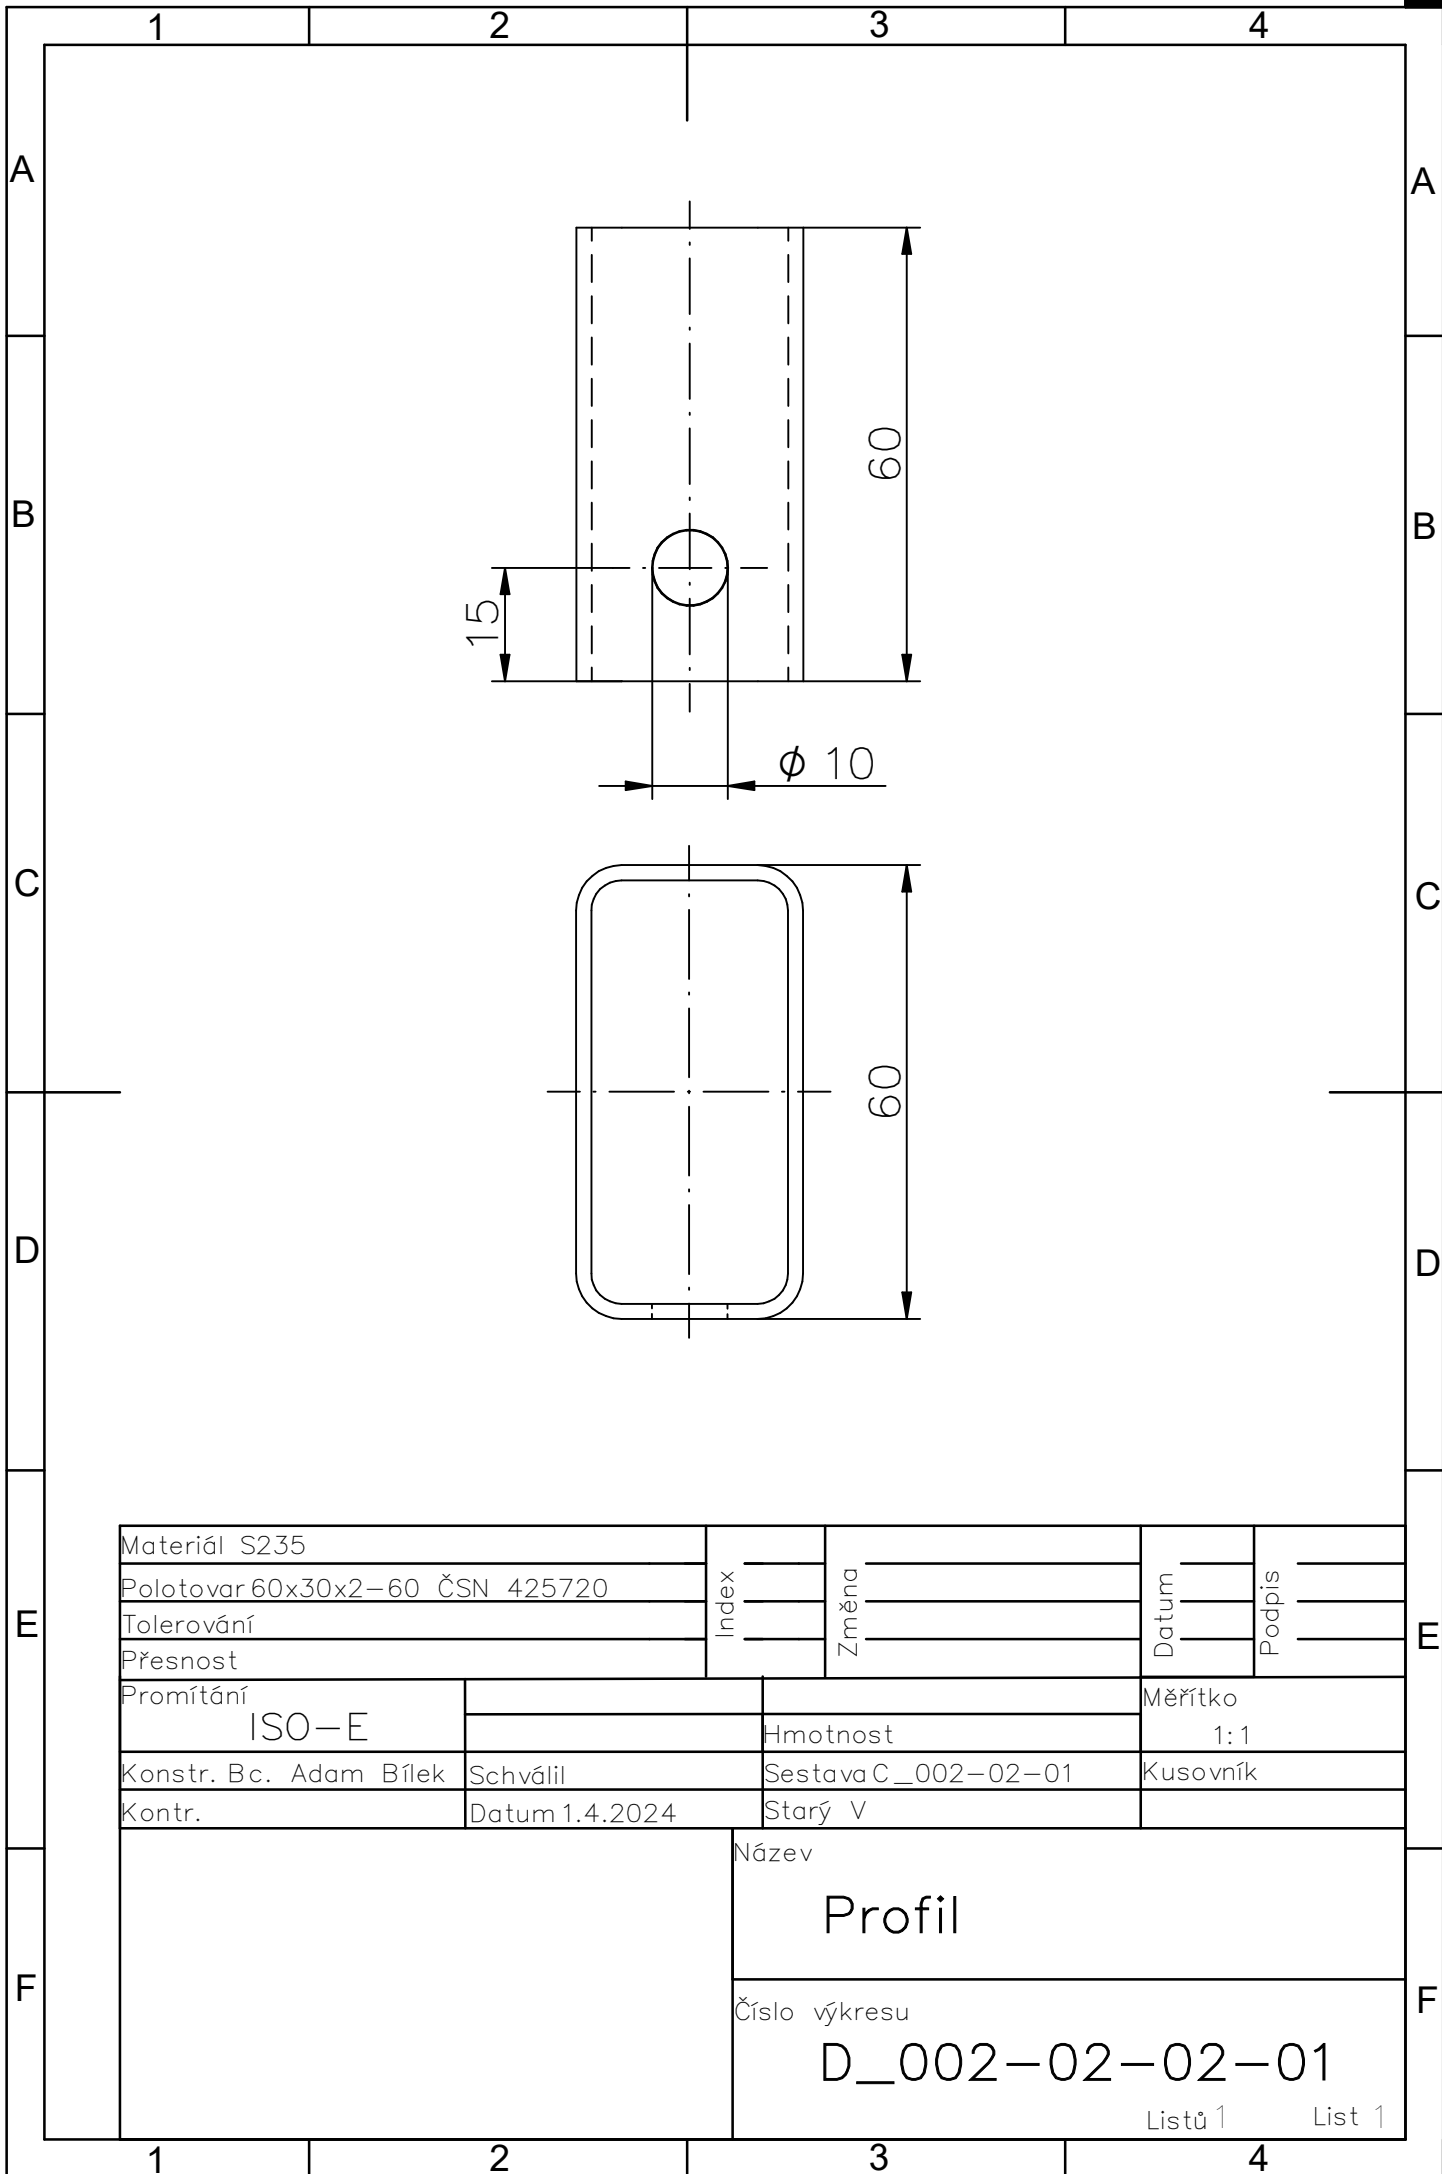 1 2 3 4
A A
B B
C C
D D
E E
F F
60
15
ϕ 10
60
Materiál S235
Polotovar 60x30x2-60 ČSN 425720
Tolerování
Přesnost
Index
Změna
Datum
Podpis
Promítání
ISO-E
Hmotnost
Měřítko
1:1
Konstr. Bc. Adam Bílek
Schválil
Sestava C_002-02-01
Kusovník
Kontr.
Datum 1.4.2024
Starý V
Název
Profil
Číslo výkresu
D_002-02-02-01
Listů 1 List 1
1 2 3 4